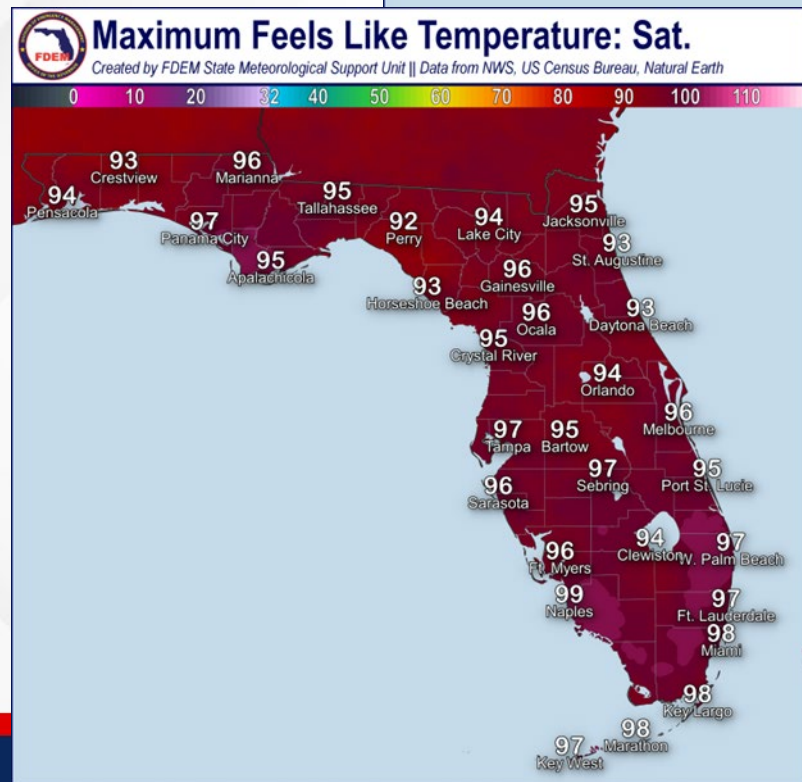 FDEM
Maximum Feels Like Temperature: Sat.
Created by FDEM State Meteorological Support Unit || Data from NWS, US Census Bureau, Natural Earth
0 10 20 32 40 50 60 70 80 90 100 110
93
Crestview
96
Marianna
94
Pensacola
95
Tallahassee
97
Panama City
92
Perry
94
Lake City
95
Jacksonville
93
St. Augustine
95
Apalachicola
96
Gainesville
93
Horseshoe Beach
96
Ocala
93
Daytona Beach
95
Crystal River
94
Orlando
96
Melbourne
97
Tampa
95
Bartow
97
Sebring
95
Port St. Lucie
96
Sarasota
94
Clewiston
97
W. Palm Beach
96
Ft. Myers
99
Naples
97
Ft. Lauderdale
98
Miami
98
Key Largo
98
Marathon
97
Key West